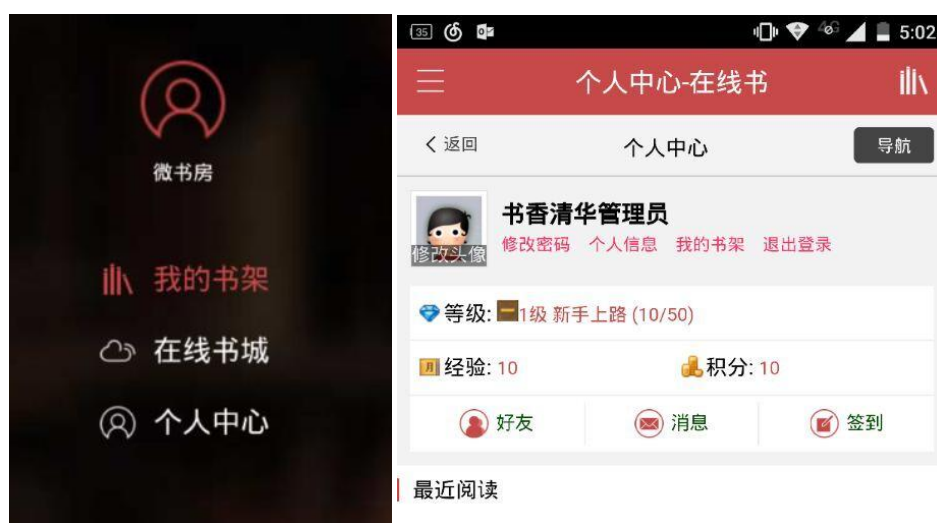 微书房
我的书架
在线书城
个人中心
35 5:02
4G
个人中心-在线书
返回 个人中心 导航
书香清华管理员
修改头像 修改密码 个人信息 我的书架 退出登录
等级: 1级 新手上路 (10/50)
经验: 10 积分: 10
好友 消息 签到
最近阅读